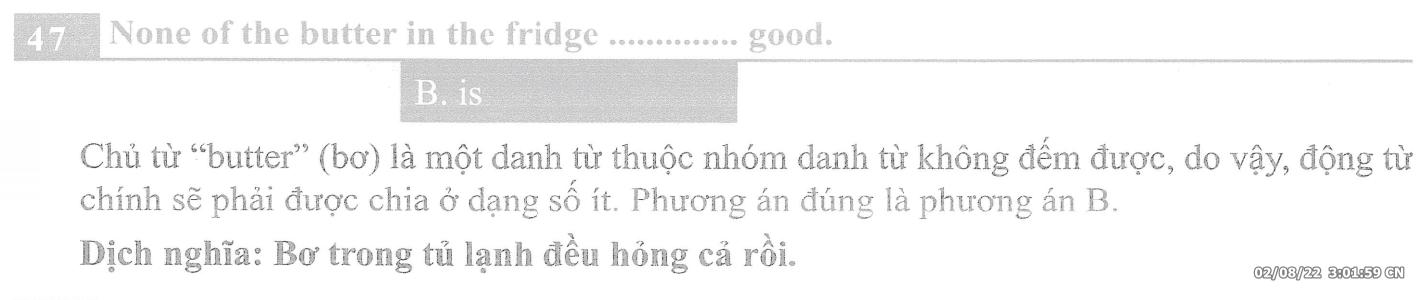 47 None of the butter in the fridge .............. good.
B. is
Chủ từ “butter” (bơ) là một danh từ thuộc nhóm danh từ không đếm được, do vậy, động từ
chính sẽ phải được chia ở dạng số ít. Phương án đúng là phương án B.
Dịch nghĩa: Bơ trong tủ lạnh đều hỏng cả rồi.
02/08/22 3:01:59 CN